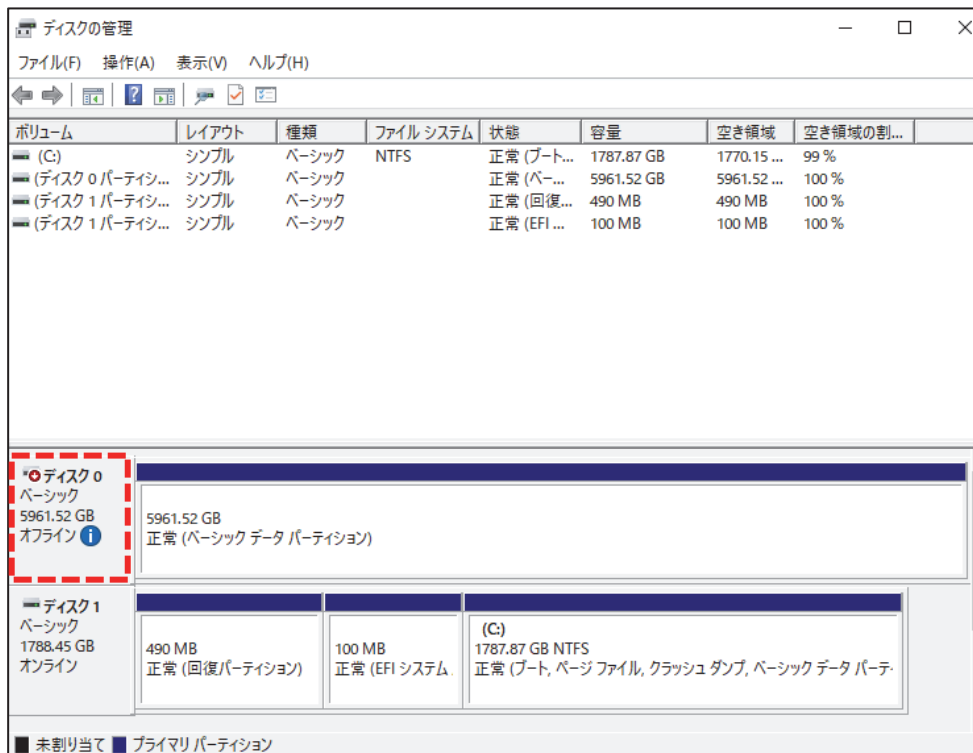 ディスクの管理
ファイル(F) 操作(A) 表示(V) ヘルプ(H)
ボリューム レイアウト 種類 ファイル システム 状態 容量 空き領域 空き領域の割...
(C:) シンプル ベーシック NTFS 正常 (ブート... 1787.87 GB 1770.15 ... 99 %
(ディスク 0 パーティシ... シンプル ベーシック 正常 (ベー... 5961.52 GB 5961.52 ... 100 %
(ディスク 1 パーティシ... シンプル ベーシック 正常 (回復... 490 MB 490 MB 100 %
(ディスク 1 パーティシ... シンプル ベーシック 正常 (EFI ... 100 MB 100 MB 100 %
ディスク 0
ベーシック
5961.52 GB
オフライン
5961.52 GB
正常 (ベーシック データ パーティション)
ディスク 1
ベーシック
1788.45 GB
オンライン
490 MB
正常 (回復パーティション)
100 MB
正常 (EFI システム
(C:)
1787.87 GB NTFS
正常 (ブート, ページ ファイル, クラッシュ ダンプ, ベーシック データ パーテ
未割り当て プライマリ パーティション